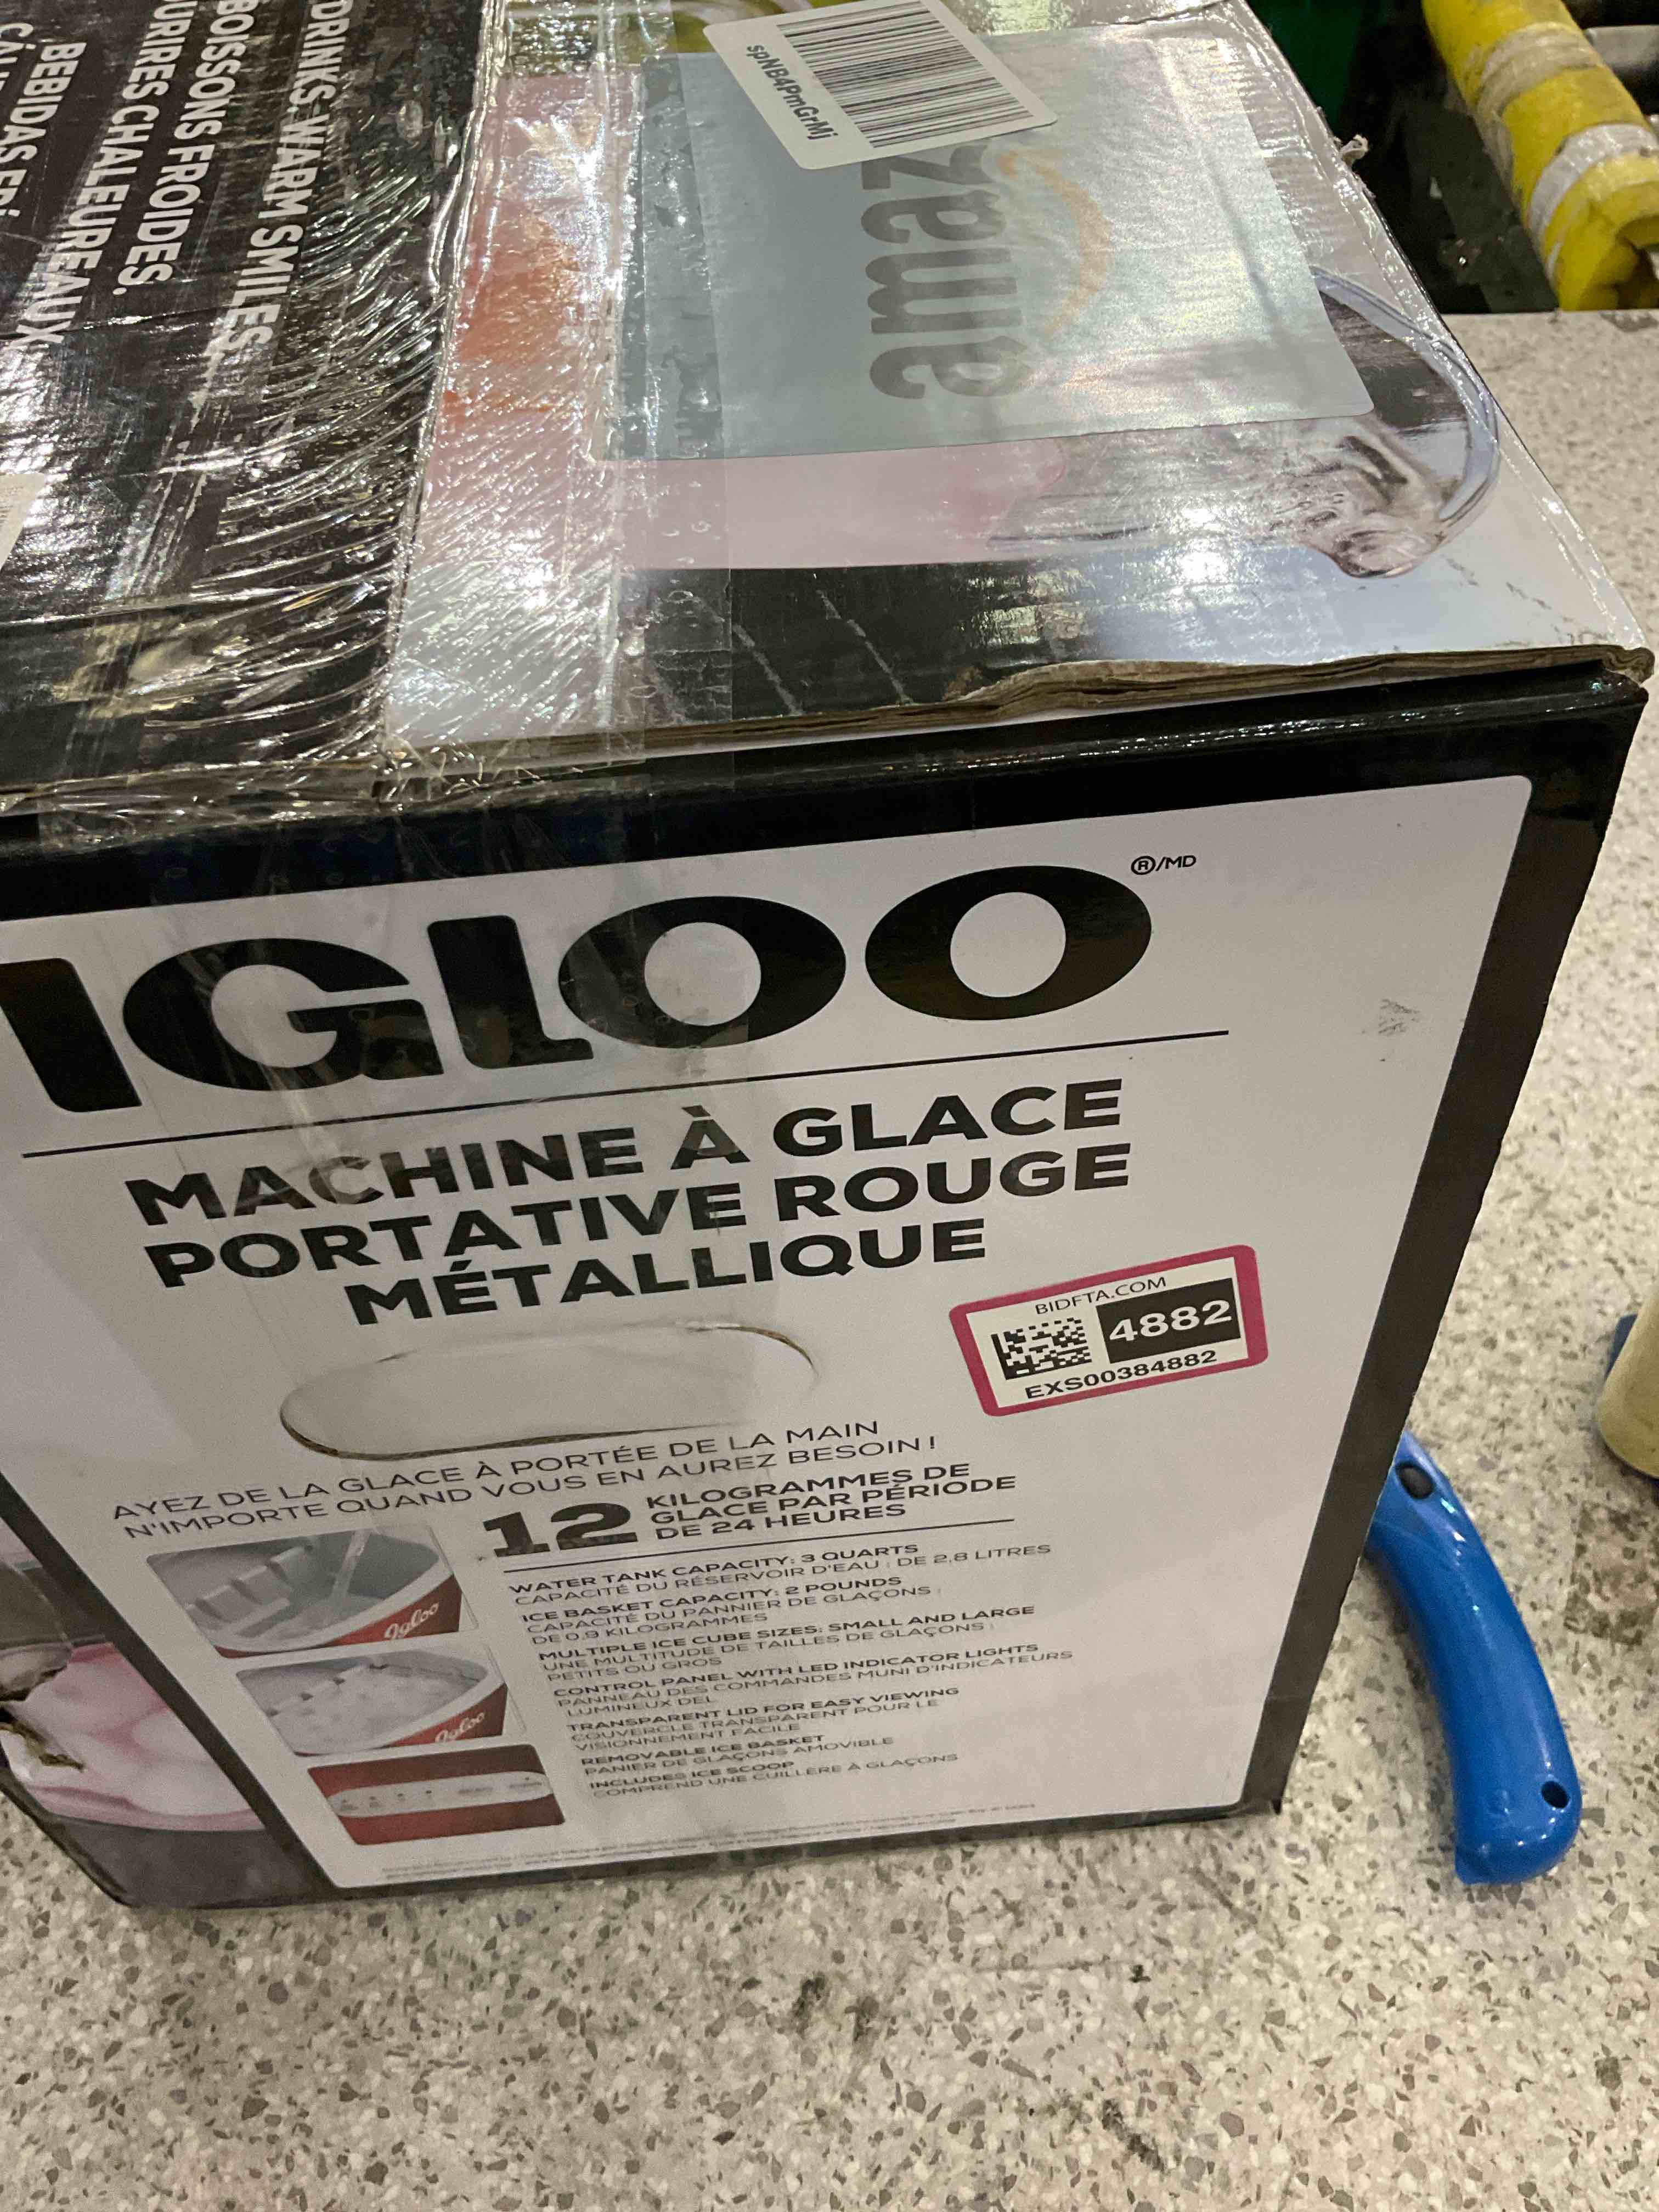 DRINKS. WARM SMILES.
BOISSONS FROIDES.
CHALEUREAUX
BEBIDAS
spNB4PmGrMj
amaz
IGLOO
®/MD
MACHINE À GLACE
PORTATIVE ROUGE
MÉTALLIQUE
BIDFTA.COM
4882
EXS00384882
AYEZ DE LA GLACE À PORTÉE DE LA MAIN
N'IMPORTE QUAND VOUS EN AUREZ BESOIN !
12 KILOGRAMMES DE
GLACE PAR PÉRIODE
DE 24 HEURES
WATER TANK CAPACITY: 3 QUARTS
CAPACITÉ DU RÉSERVOIR D'EAU : DE 2,8 LITRES
ICE BASKET CAPACITY: 2 POUNDS
CAPACITÉ DU PANNIER DE GLAÇONS :
DE 0.9 KILOGRAMMES
MULTIPLE ICE CUBE SIZES: SMALL AND LARGE
UNE MULTITUDE DE TAILLES DE GLAÇONS :
PETITS OU GROS
CONTROL PANEL WITH LED INDICATOR LIGHTS
PANNEAU DES COMMANDES MUNI D'INDICATEURS
LUMINEUX DEL
TRANSPARENT LID FOR EASY VIEWING
COUVERCLE TRANSPARENT POUR LE
VISIONNEMENT FACILE
REMOVABLE ICE BASKET
PANIER DE GLAÇONS AMOVIBLE
INCLUDES ICE SCOOP
COMPREND UNE CUILLÈRE À GLAÇONS
Igloo
Igloo